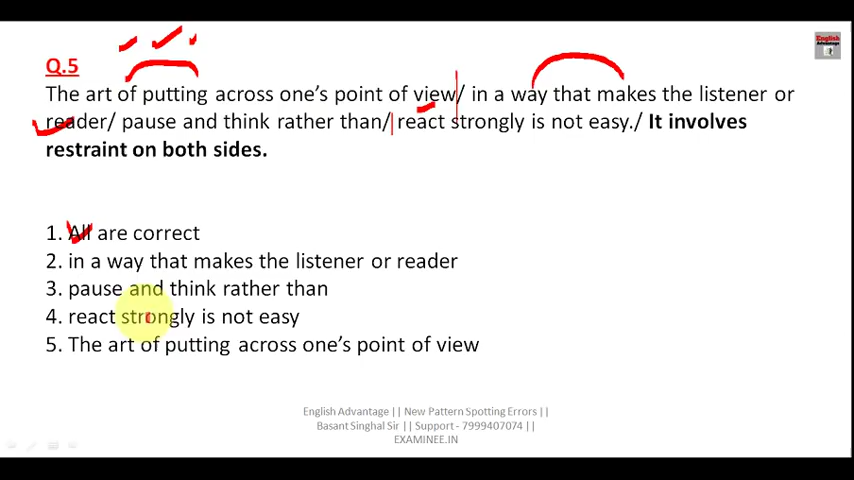 English
Advantage
Q.5
The art of putting across one's point of view/ in a way that makes the listener or
reader/ pause and think rather than/ react strongly is not easy./ It involves
restraint on both sides.
1. All are correct
2. in a way that makes the listener or reader
3. pause and think rather than
4. react strongly is not easy
5. The art of putting across one's point of view
English Advantage || New Pattern Spotting Errors ||
Basant Singhal Sir || Support - 7999407074 ||
EXAMINEE.IN